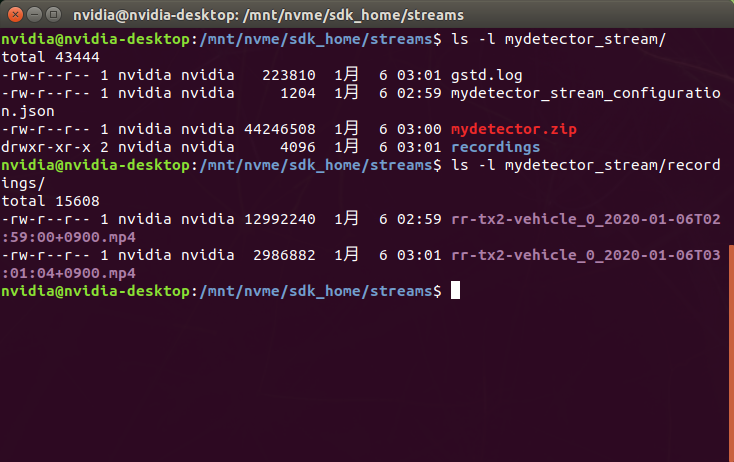 nvidia@nvidia-desktop: /mnt/nvme/sdk_home/streams
nvidia@nvidia-desktop:/mnt/nvme/sdk_home/streams$ ls -l mydetector_stream/
total 43444
-rw-r--r-- 1 nvidia nvidia   223810  1月  6 03:01 gstd.log
-rw-r--r-- 1 nvidia nvidia     1204  1月  6 02:59 mydetector_stream_configuratio
n.json
-rw-r--r-- 1 nvidia nvidia 44246508  1月  6 03:00 mydetector.zip
drwxr-xr-x 2 nvidia nvidia     4096  1月  6 03:01 recordings
nvidia@nvidia-desktop:/mnt/nvme/sdk_home/streams$ ls -l mydetector_stream/record
ings/
total 15608
-rw-r--r-- 1 nvidia nvidia 12992240  1月  6 02:59 rr-tx2-vehicle_0_2020-01-06T02
:59:00+0900.mp4
-rw-r--r-- 1 nvidia nvidia  2986882  1月  6 03:01 rr-tx2-vehicle_0_2020-01-06T03
:01:04+0900.mp4
nvidia@nvidia-desktop:/mnt/nvme/sdk_home/streams$